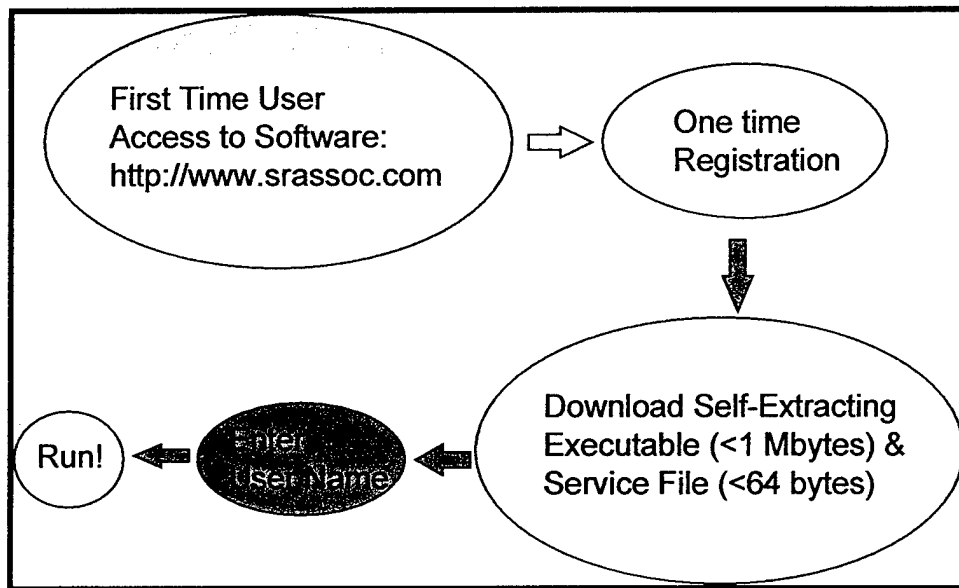 First Time User
Access to Software:
http://www.srassoc.com
One time
Registration
Download Self-Extracting
Executable (<1 Mbytes) &
Service File (<64 bytes)
Enter
User Name
Run!